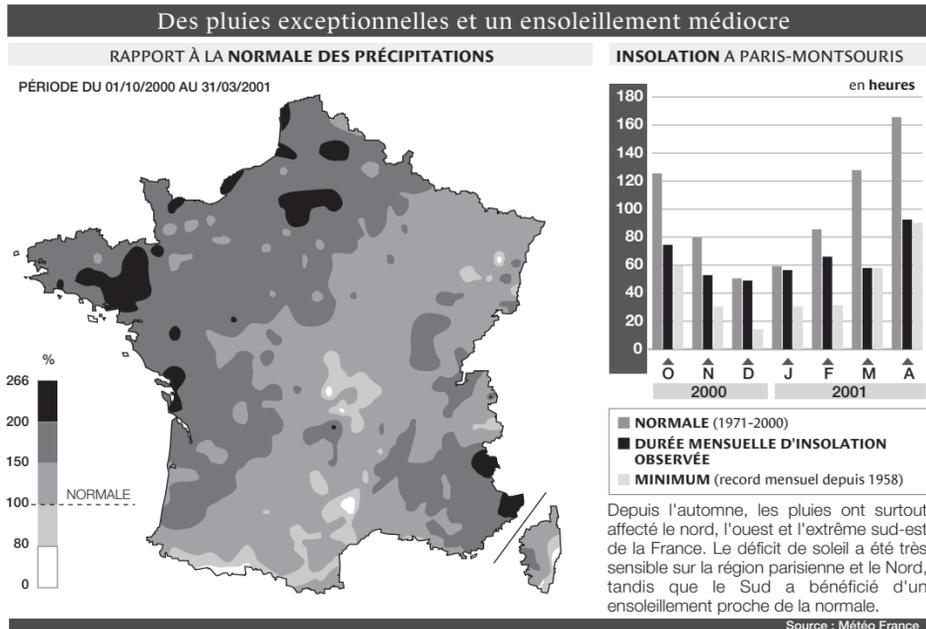 Des pluies exceptionnelles et un ensoleillement médiocre
RAPPORT À LA NORMALE DES PRÉCIPITATIONS
PÉRIODE DU 01/10/2000 AU 31/03/2001
%
266
200
150
100
NORMALE
80
0
INSOLATION A PARIS-MONTSOURIS
en heures
180
160
140
120
100
80
60
40
20
0
O N D J F M A
2000 2001
NORMALE (1971-2000)
DURÉE MENSUELLE D'INSOLATION
OBSERVÉE
MINIMUM (record mensuel depuis 1958)
Depuis l'automne, les pluies ont surtout
affecté le nord, l'ouest et l'extrême sud-est
de la France. Le déficit de soleil a été très
sensible sur la région parisienne et le Nord,
tandis que le Sud a bénéficié d'un
ensoleillement proche de la normale.
Source : Météo France